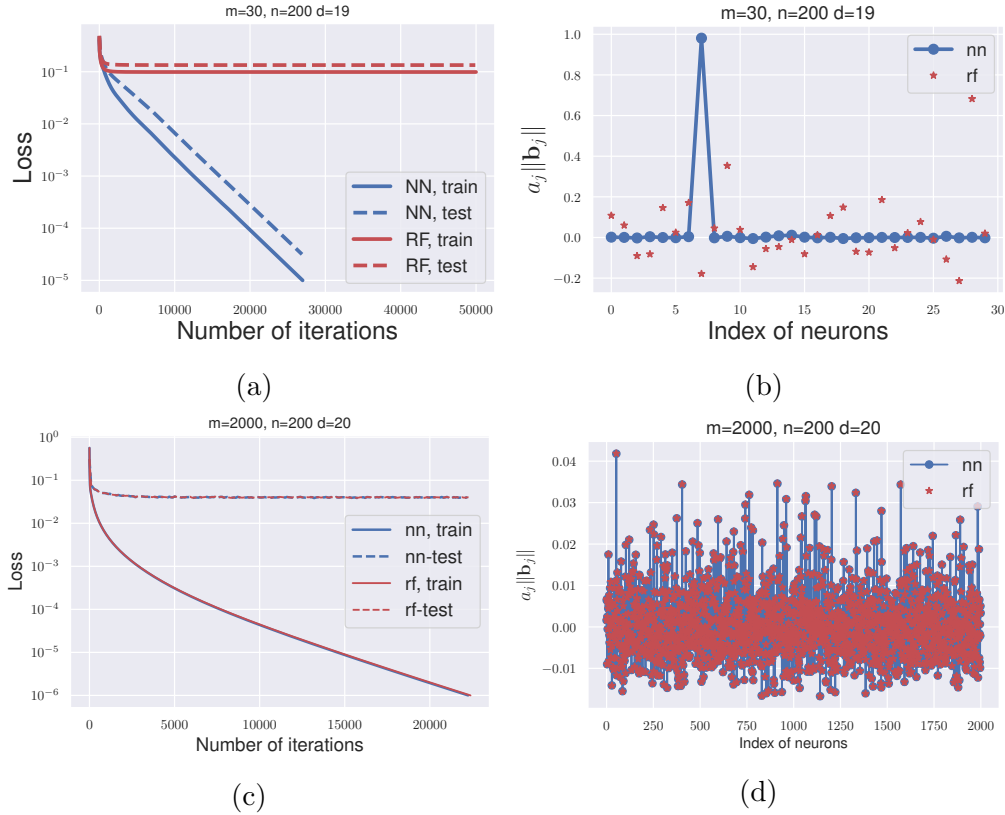 m=30, n=200 d=19
Loss
10⁻¹
10⁻²
10⁻³
10⁻⁴
10⁻⁵
NN, train
NN, test
RF, train
RF, test
0 10000 20000 30000 40000 50000
Number of iterations
(a)
m=30, n=200 d=19
a_j||b_j||
1.0
0.8
0.6
0.4
0.2
0.0
−0.2
nn
rf
0 5 10 15 20 25 30
Index of neurons
(b)
m=2000, n=200 d=20
Loss
10⁰
10⁻¹
10⁻²
10⁻³
10⁻⁴
10⁻⁵
10⁻⁶
nn, train
nn-test
rf, train
rf-test
0 5000 10000 15000 20000
Number of iterations
(c)
m=2000, n=200 d=20
a_j||b_j||
0.04
0.03
0.02
0.01
0.00
−0.01
nn
rf
0 250 500 750 1000 1250 1500 1750 2000
Index of neurons
(d)